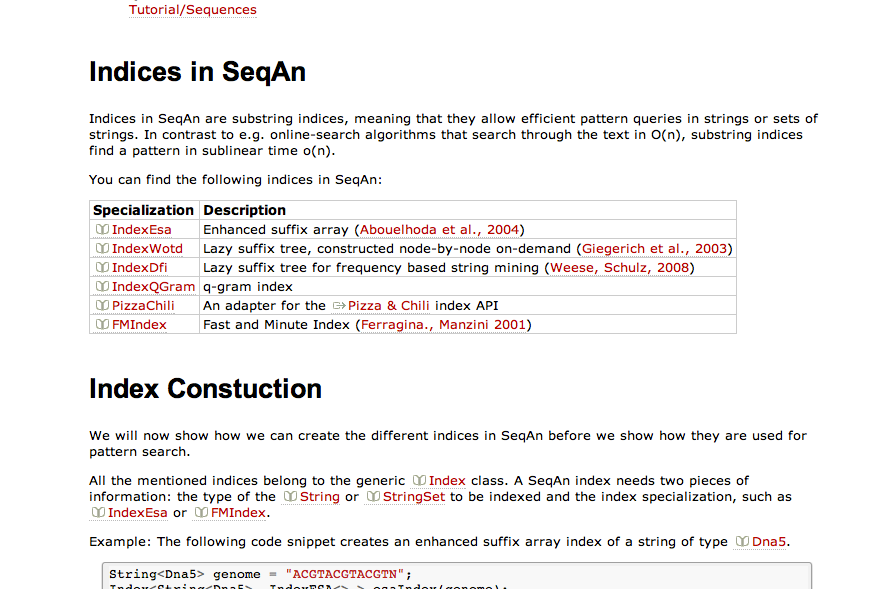 Tutorial/Sequences
Indices in SeqAn
Indices in SeqAn are substring indices, meaning that they allow efficient pattern queries in strings or sets of
strings. In contrast to e.g. online-search algorithms that search through the text in O(n), substring indices
find a pattern in sublinear time o(n).
You can find the following indices in SeqAn:
Specialization Description
IndexEsa Enhanced suffix array (Abouelhoda et al., 2004)
IndexWotd Lazy suffix tree, constructed node-by-node on-demand (Giegerich et al., 2003)
IndexDfi Lazy suffix tree for frequency based string mining (Weese, Schulz, 2008)
IndexQGram q-gram index
PizzaChili An adapter for the Pizza & Chili index API
FMIndex Fast and Minute Index (Ferragina., Manzini 2001)
Index Constuction
We will now show how we can create the different indices in SeqAn before we show how they are used for
pattern search.
All the mentioned indices belong to the generic Index class. A SeqAn index needs two pieces of
information: the type of the String or StringSet to be indexed and the index specialization, such as
IndexEsa or FMIndex.
Example: The following code snippet creates an enhanced suffix array index of a string of type Dna5.
String<Dna5> genome = "ACGTACGTACGTN";
Index<String<Dna5>, IndexESA<> > esaIndex(genome);